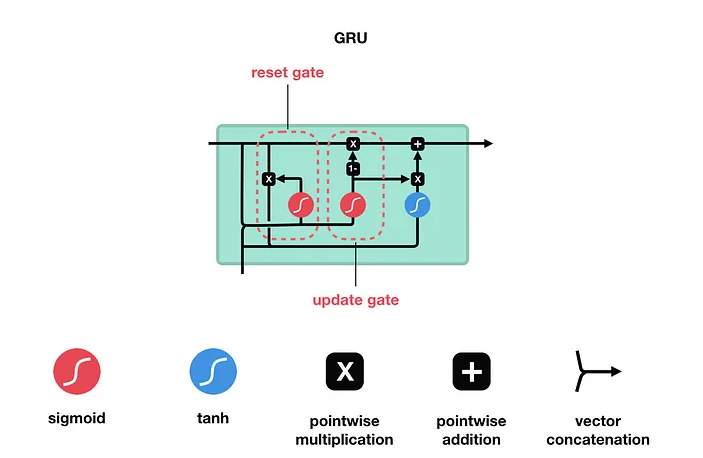 GRU
reset gate
X
+
1-
X
X
update gate
X
+
sigmoid
tanh
pointwise
multiplication
pointwise
addition
vector
concatenation